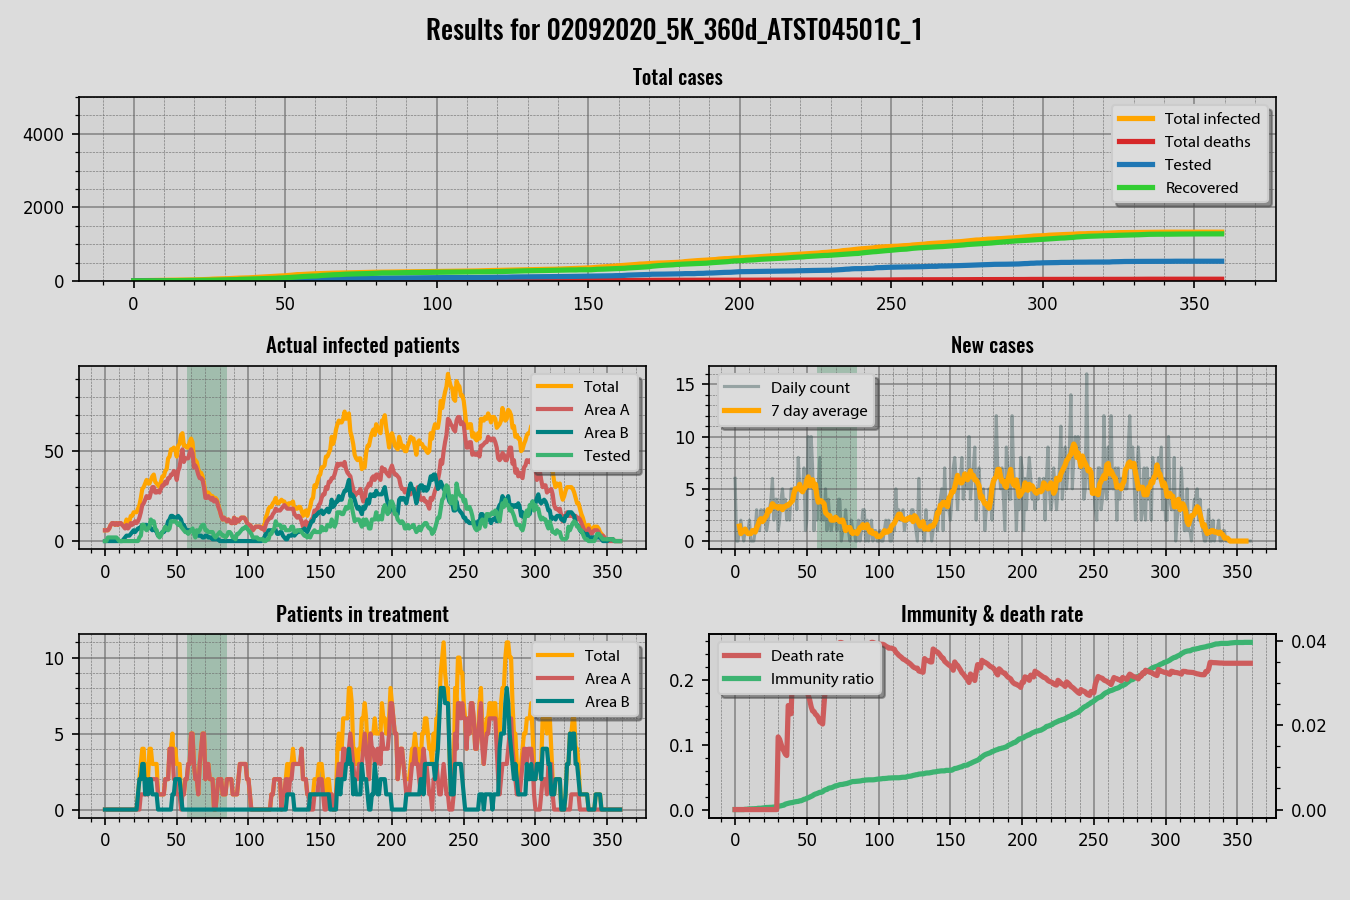 Results for 02092020_5K_360d_ATST04501C_1
Total cases
4000
2000
0
Total infected
Total deaths
Tested
Recovered
0 50 100 150 200 250 300 350
Actual infected patients
50
0
Total
Area A
Area B
Tested
0 50 100 150 200 250 300 350
New cases
15
10
5
0
Daily count
7 day average
0 50 100 150 200 250 300 350
Patients in treatment
10
5
0
Total
Area A
Area B
0 50 100 150 200 250 300 350
Immunity & death rate
0.2
0.1
0.0
Death rate
Immunity ratio
0.04
0.02
0.00
0 50 100 150 200 250 300 350